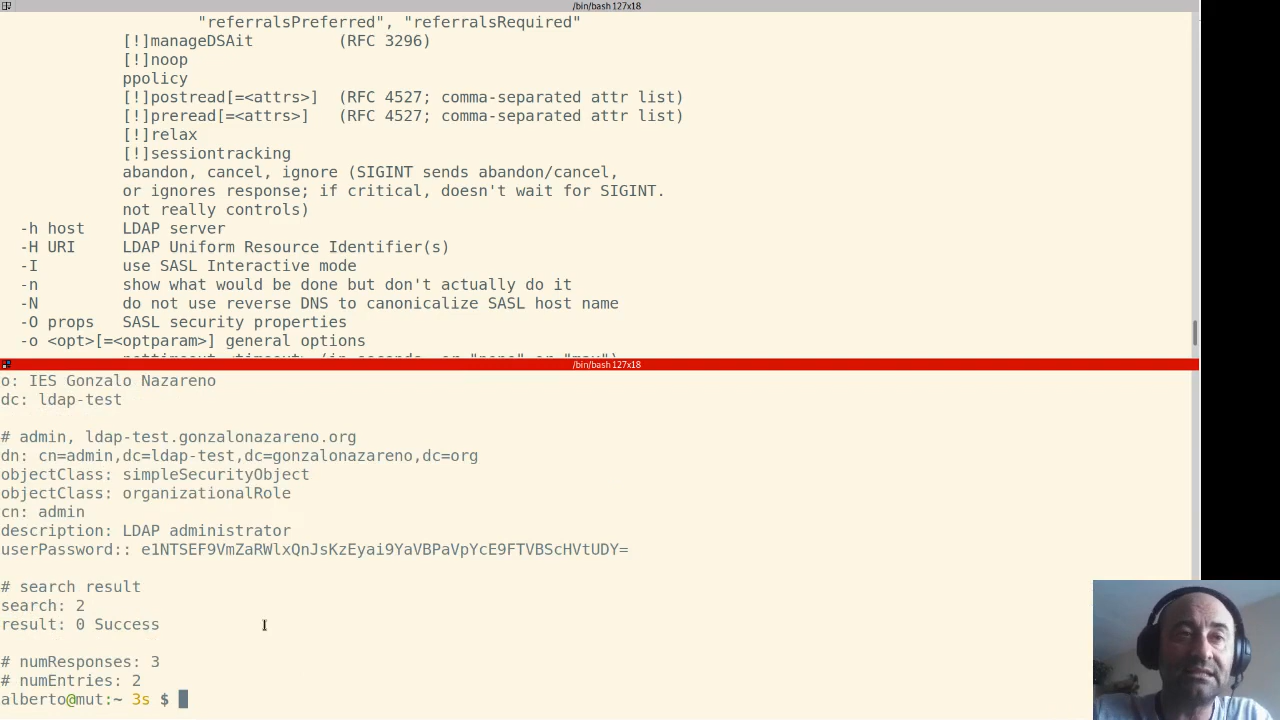 /bin/bash 127x18
"referralsPreferred", "referralsRequired"
[!]manageDSAit (RFC 3296)
[!]noop
ppolicy
[!]postread[=<attrs>] (RFC 4527; comma-separated attr list)
[!]preread[=<attrs>] (RFC 4527; comma-separated attr list)
[!]relax
[!]sessiontracking
abandon, cancel, ignore (SIGINT sends abandon/cancel,
or ignores response; if critical, doesn't wait for SIGINT.
not really controls)
-h host LDAP server
-H URI LDAP Uniform Resource Identifier(s)
-I use SASL Interactive mode
-n show what would be done but don't actually do it
-N do not use reverse DNS to canonicalize SASL host name
-O props SASL security properties
-o <opt>[=<optparam>] general options
/bin/bash 127x18
o: IES Gonzalo Nazareno
dc: ldap-test
# admin, ldap-test.gonzalonazareno.org
dn: cn=admin,dc=ldap-test,dc=gonzalonazareno,dc=org
objectClass: simpleSecurityObject
objectClass: organizationalRole
cn: admin
description: LDAP administrator
userPassword:: e1NTSEF9VmZaRWlxQnJsKzEyai9YaVBPaVpYcE9FTVBScHVtUDY=
# search result
search: 2
result: 0 Success
# numResponses: 3
# numEntries: 2
alberto@mut:~ 3s $